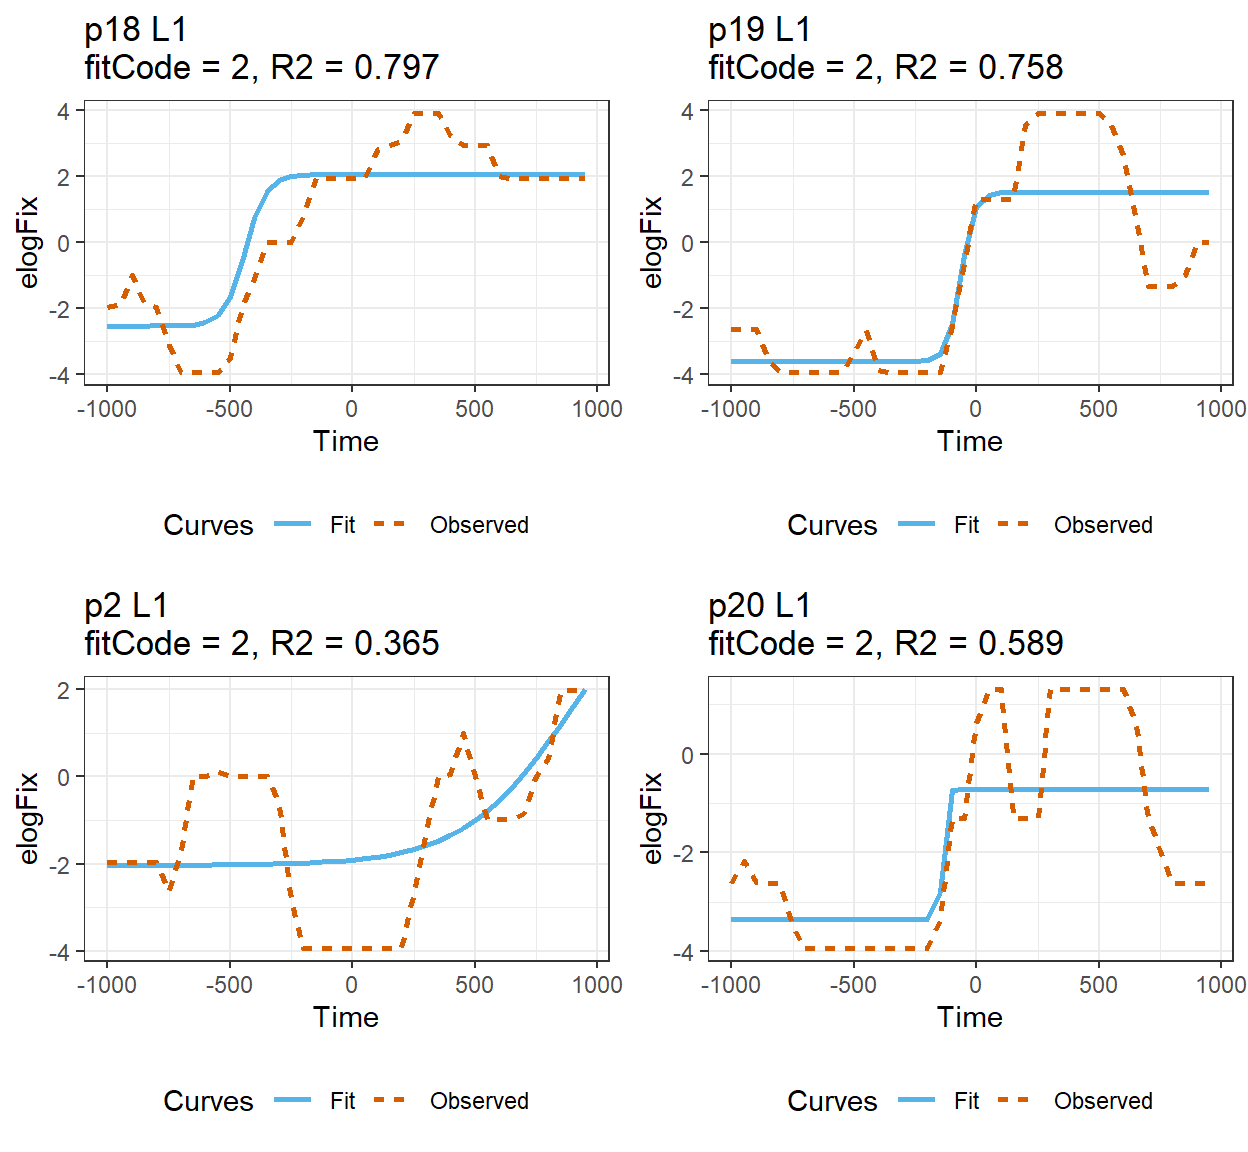 p18 L1
fitCode = 2, R2 = 0.797
4
2
0
-2
-4
elogFix
-1000 -500 0 500 1000
Time
Curves Fit Observed
p19 L1
fitCode = 2, R2 = 0.758
4
2
0
-2
-4
elogFix
-1000 -500 0 500 1000
Time
Curves Fit Observed
p2 L1
fitCode = 2, R2 = 0.365
2
0
-2
-4
elogFix
-1000 -500 0 500 1000
Time
Curves Fit Observed
p20 L1
fitCode = 2, R2 = 0.589
0
-2
-4
elogFix
-1000 -500 0 500 1000
Time
Curves Fit Observed